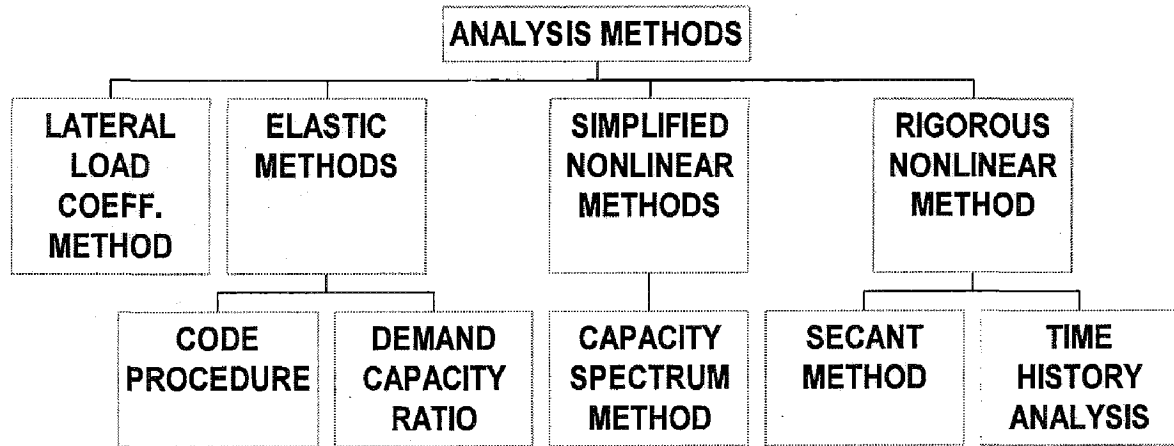 ANALYSIS METHODS
LATERAL
LOAD
COEFF.
METHOD
ELASTIC
METHODS
SIMPLIFIED
NONLINEAR
METHODS
RIGOROUS
NONLINEAR
METHOD
CODE
PROCEDURE
DEMAND
CAPACITY
RATIO
CAPACITY
SPECTRUM
METHOD
SECANT
METHOD
TIME
HISTORY
ANALYSIS